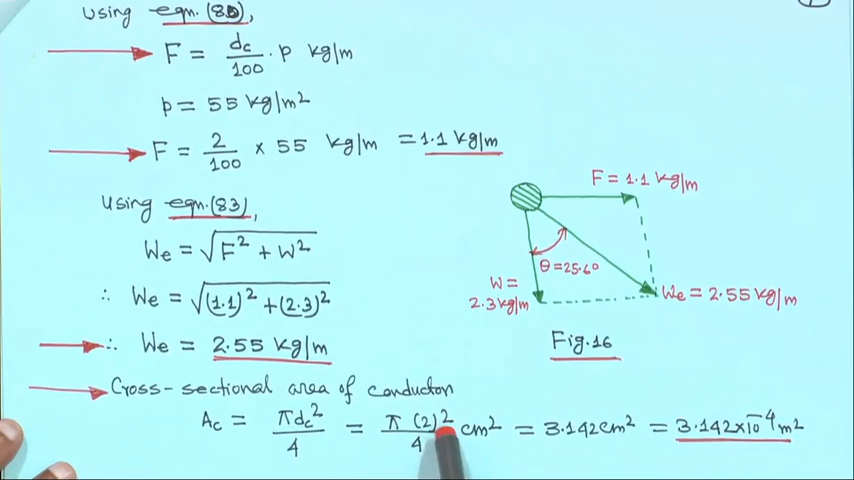 using eqn.(80),
F = dc/100 · p kg/m
p = 55 kg/m²
F = 2/100 × 55 kg/m = 1.1 kg/m
Using eqn.(83),
We = √(F² + W²)
∴ We = √((1.1)² + (2.3)²)
∴ We = 2.55 kg/m
F = 1.1 kg/m
θ = 25.6°
W = 2.3 kg/m
We = 2.55 kg/m
Fig.16
Cross-sectional area of conductor
Ac = πdc²/4 = π(2)²/4 cm² = 3.142 cm² = 3.142×10⁻⁴ m²